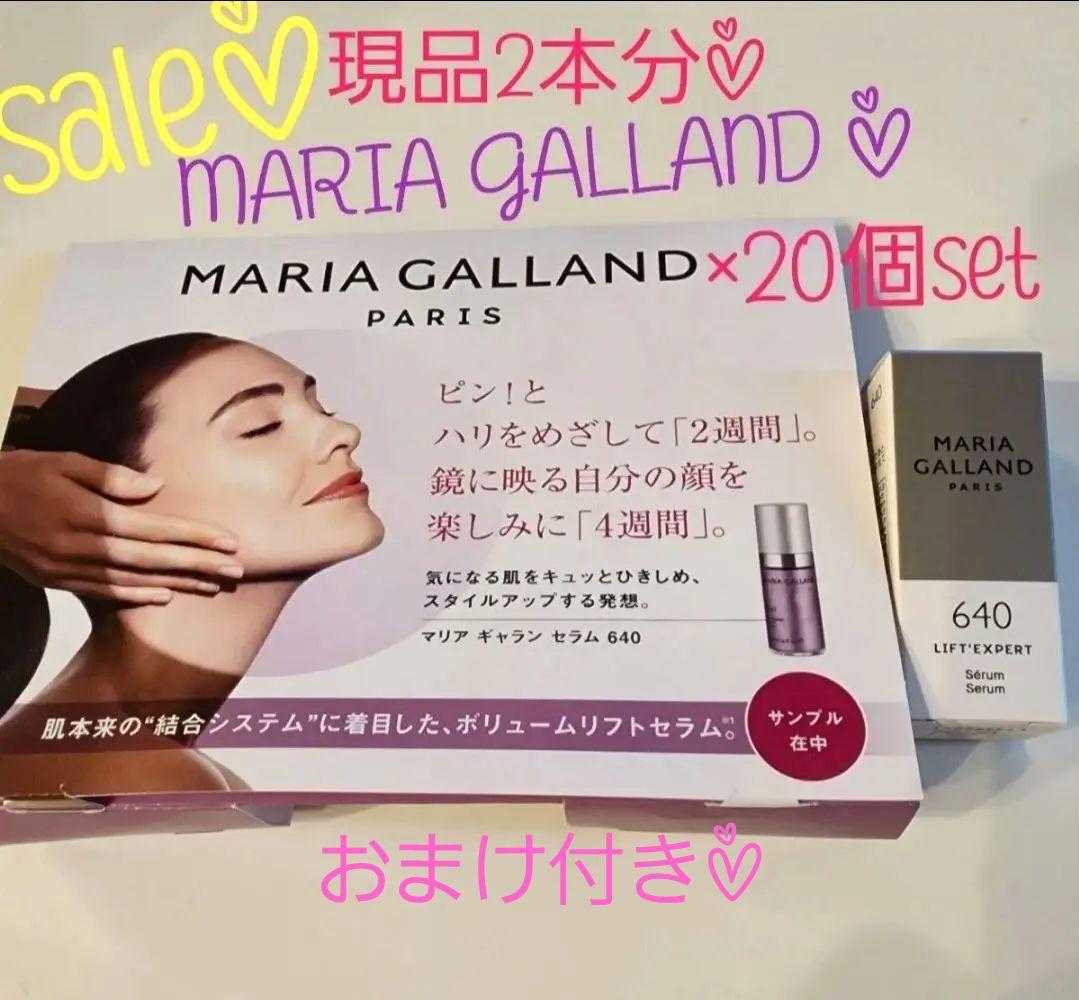 sale♡現品2本分♡
MARIA GALLAND ♡
×20個set
MARIA GALLAND
PARIS
ピン!と
ハリをめざして「2週間」。
鏡に映る自分の顔を
楽しみに「4週間」。
気になる肌をキュッとひきしめ、
スタイルアップする発想。
マリア ギャラン セラム 640
MARIA GALLAND
肌本来の“結合システム”に着目した、ボリュームリフトセラム。※1
サンプル
在中
640
MARIA
GALLAND
PARIS
640
LIFT'EXPERT
Sérum
Serum
おまけ付き♡